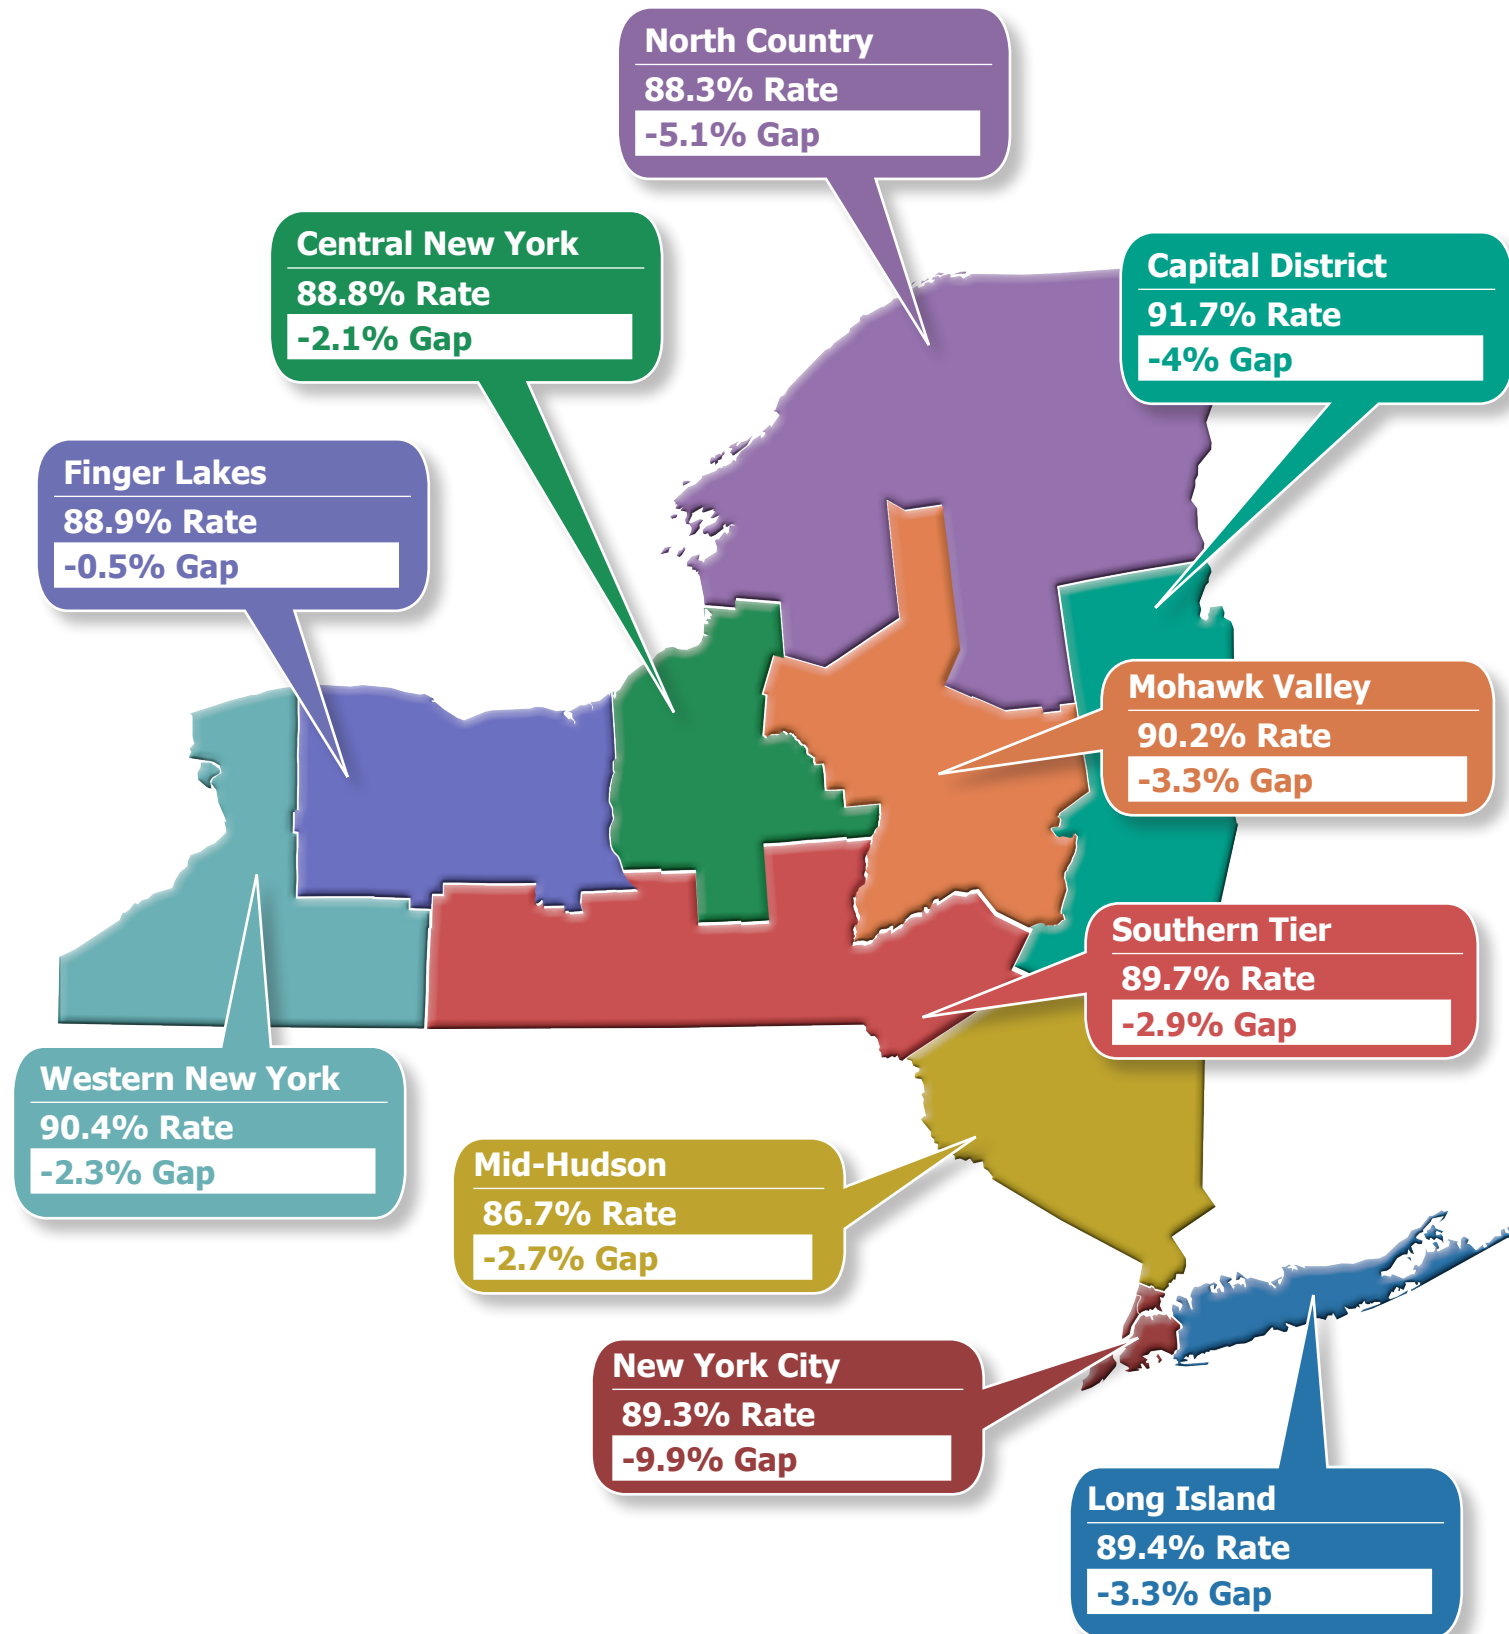 North Country
88.3% Rate
-5.1% Gap
Central New York
88.8% Rate
-2.1% Gap
Capital District
91.7% Rate
-4% Gap
Finger Lakes
88.9% Rate
-0.5% Gap
Mohawk Valley
90.2% Rate
-3.3% Gap
Southern Tier
89.7% Rate
-2.9% Gap
Western New York
90.4% Rate
-2.3% Gap
Mid-Hudson
86.7% Rate
-2.7% Gap
New York City
89.3% Rate
-9.9% Gap
Long Island
89.4% Rate
-3.3% Gap